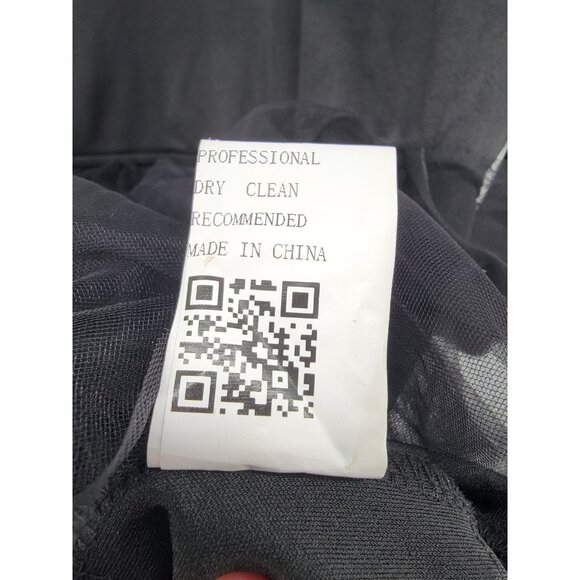 PROFESSIONAL
DRY CLEAN
RECOMMENDED
MADE IN CHINA